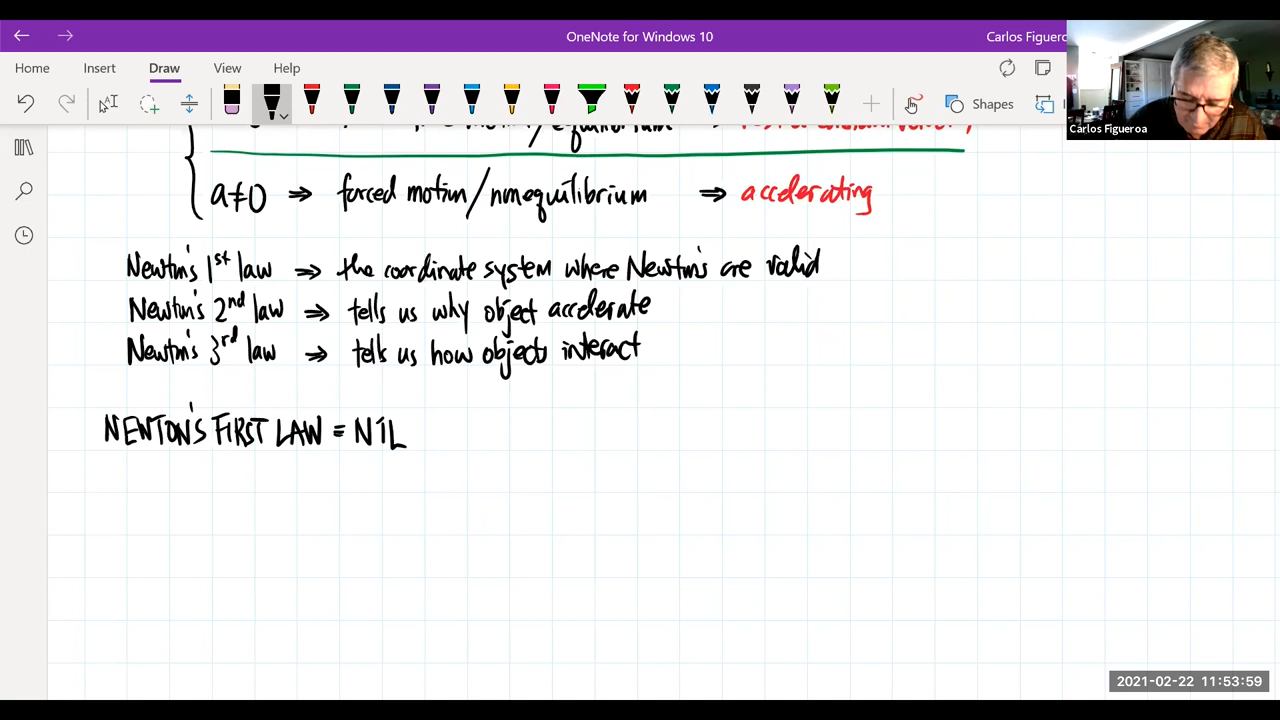 OneNote for Windows 10
Carlos Figuero
Home Insert Draw View Help
Shapes
Carlos Figueroa
a≠0 ⇒ forced motion/nonequilibrium ⇒ accelerating
Newton's 1st law ⇒ the coordinate system where Newton's are valid
Newton's 2nd law ⇒ tells us why object accelerate
Newton's 3rd law ⇒ tells us how objects interact
NEWTON'S FIRST LAW = N1L
2021-02-22 11:53:59